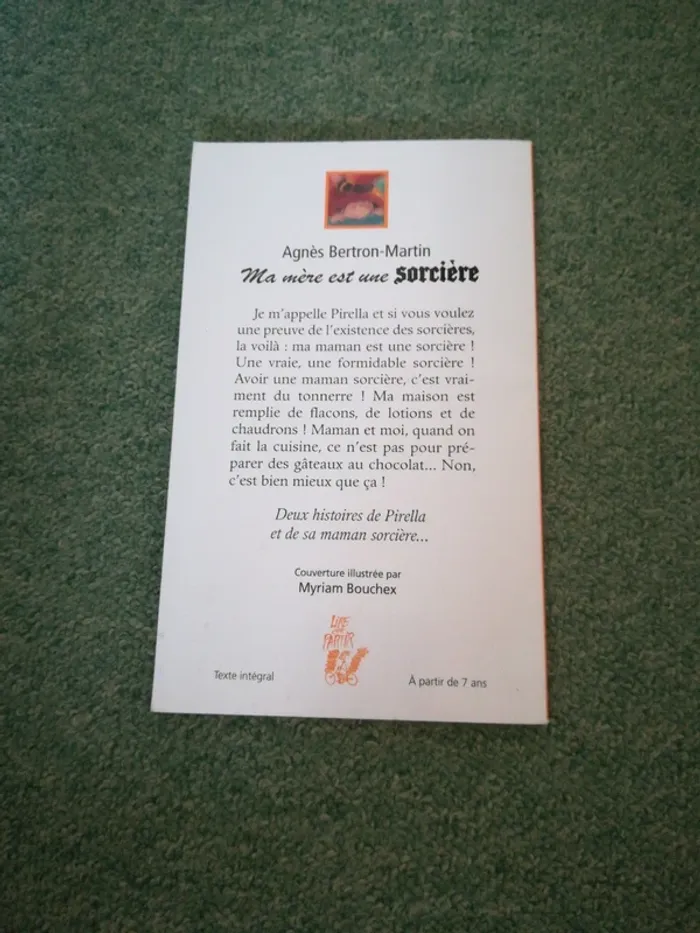 Agnès Bertron-Martin
Ma mère est une sorcière
Je m'appelle Pirella et si vous voulez
une preuve de l'existence des sorcières,
la voilà : ma maman est une sorcière !
Une vraie, une formidable sorcière !
Avoir une maman sorcière, c'est vrai-
ment du tonnerre ! Ma maison est
remplie de flacons, de lotions et de
chaudrons ! Maman et moi, quand on
fait la cuisine, ce n'est pas pour pré-
parer des gâteaux au chocolat... Non,
c'est bien mieux que ça !
Deux histoires de Pirella
et de sa maman sorcière...
Couverture illustrée par
Myriam Bouchex
LIRE
POUR
PARTIR
Texte intégral
À partir de 7 ans